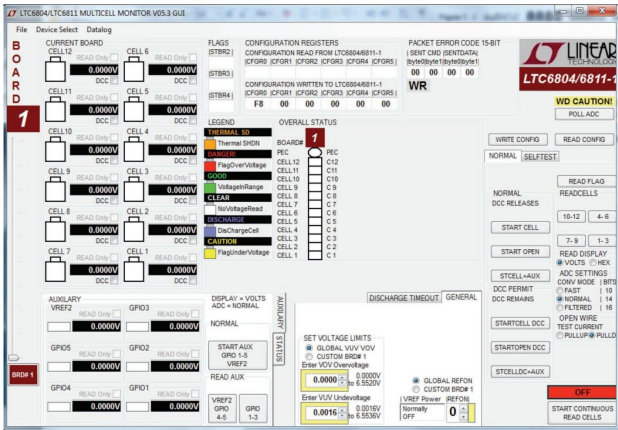 LTC6804/LTC6811 MULTICELL MONITOR V05.3 GUI
File Device Select Datalog
BOARD
1
BRD# 1
CURRENT BOARD
CELL12 READ Only 0.0000V DCC
CELL 6 READ Only 0.0000V DCC
CELL11 READ Only 0.0000V DCC
CELL 5 READ Only 0.0000V DCC
CELL10 READ Only 0.0000V DCC
CELL 4 READ Only 0.0000V DCC
CELL 9 READ Only 0.0000V DCC
CELL 3 READ Only 0.0000V DCC
CELL 8 READ Only 0.0000V DCC
CELL 2 READ Only 0.0000V DCC
CELL 7 READ Only 0.0000V DCC
CELL 1 READ Only 0.0000V DCC
FLAGS
|STBR2 |
|STBR3 |
|STBR4 |
CONFIGURATION REGISTERS
CONFIGURATION READ FROM LTC6804/6811-1
|CFGR0 |CFGR1 |CFGR2 |CFGR3 |CFGR4 |CFGR5 |
CONFIGURATION WRITTEN TO LTC6804/6811-1
|CFGR0 |CFGR1 |CFGR2 |CFGR3 |CFGR4 |CFGR5 |
F8 00 00 00 00 00
PACKET ERROR CODE 15-BIT
| SENT CMD |SENTDATA|
|byte0|byte1|byte0|byte1|
00 00 00 00
WR
LINEAR
TECHNOLOGY
LTC6804/6811-1
WD CAUTION!
POLL ADC
LEGEND
THERMAL SD
Thermal SHDN
DANGER!
FlagOverVoltage
GOOD
VoltageInRange
CLEAR
NoVoltageRead
DISCHARGE
DisChargeCell
CAUTION
FlagUnderVoltage
OVERALL STATUS
BOARD# 1
PEC PEC
CELL12 C12
CELL11 C11
CELL10 C10
CELL 9 C 9
CELL 8 C 8
CELL 7 C 7
CELL 6 C 6
CELL 5 C 5
CELL 4 C 4
CELL 3 C 3
CELL 2 C 2
CELL 1 C 1
WRITE CONFIG
READ CONFIG
NORMAL SELFTEST
NORMAL
DCC RELEASES
START CELL
START OPEN
STCELL+AUX
DCC PERMIT
DCC REMAINS
STARTCELL DCC
STARTOPEN DCC
STCELLDC+AUX
READ FLAG
READCELLS
10-12 4- 6
7- 9 1- 3
READ DISPLAY
VOLTS HEX
ADC SETTINGS
CONV MODE | BITS
FAST | 10
NORMAL | 14
FILTERED | 16
OPEN WIRE
TEST CURRENT
PULLUP PULLD
OFF
START CONTINUOUS
READ CELLS
AUXILARY
VREF2 READ Only 0.0000V
GPIO3 READ Only 0.0000V
GPIO5 READ Only 0.0000V
GPIO2 READ Only 0.0000V
GPIO4 READ Only 0.0000V
GPIO1 READ Only 0.0000V
DISPLAY = VOLTS
ADC = NORMAL
NORMAL
START AUX
GPIO 1-5
VREF2
READ AUX
VREF2
GPIO
4-5
GPIO
1-3
AUXILARY
STATUS
DISCHARGE TIMEOUT GENERAL
SET VOLTAGE LIMITS
GLOBAL VUV VOV
CUSTOM BRD# 1
Enter VOV Overvoltage
0.0000 0.0000V
to 6.5520V
Enter VUV Undevoltage
0.0016 0.0016V
to 6.5536V
GLOBAL REFON
CUSTOM BRD# 1
| VREF Power |REFON|
Normally
OFF
0